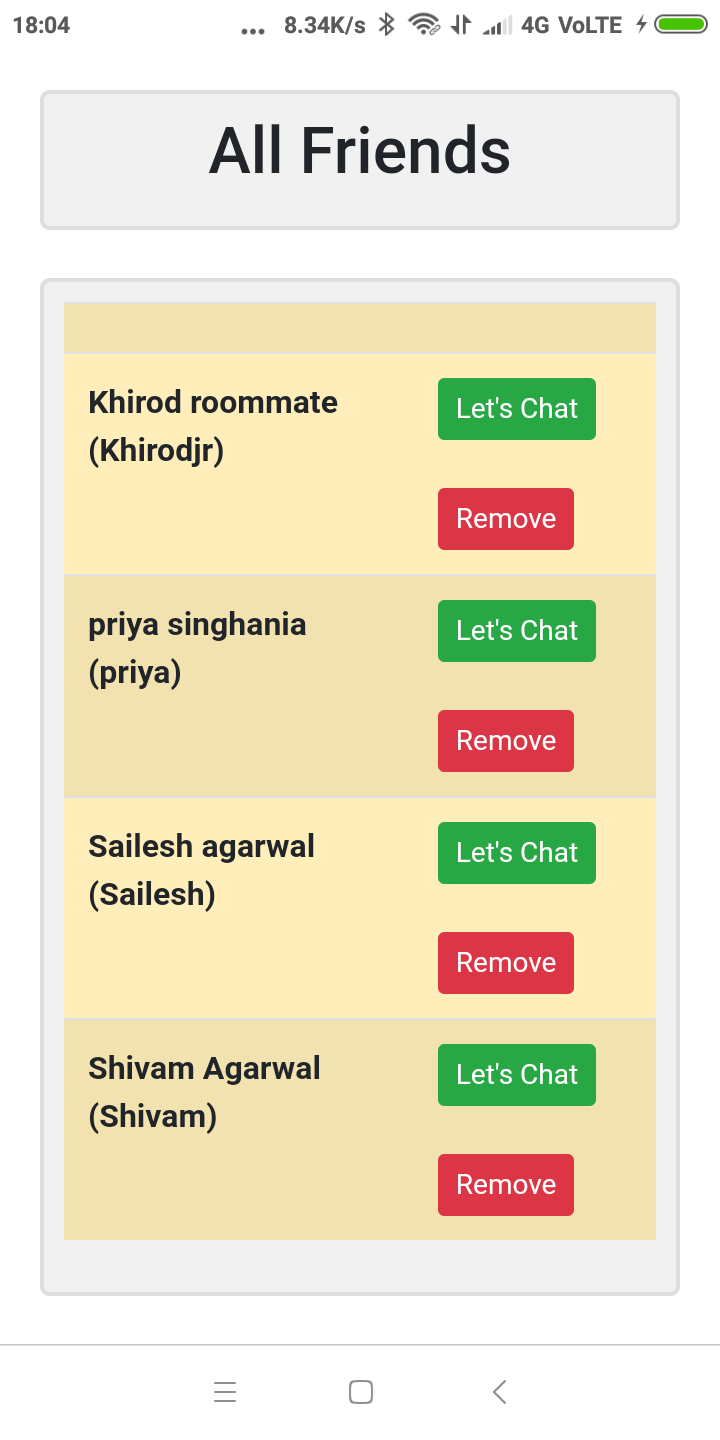 18:04 ... 8.34K/s 4G VoLTE
All Friends
Khirod roommate
(Khirodjr)
Let's Chat
Remove
priya singhania
(priya)
Let's Chat
Remove
Sailesh agarwal
(Sailesh)
Let's Chat
Remove
Shivam Agarwal
(Shivam)
Let's Chat
Remove